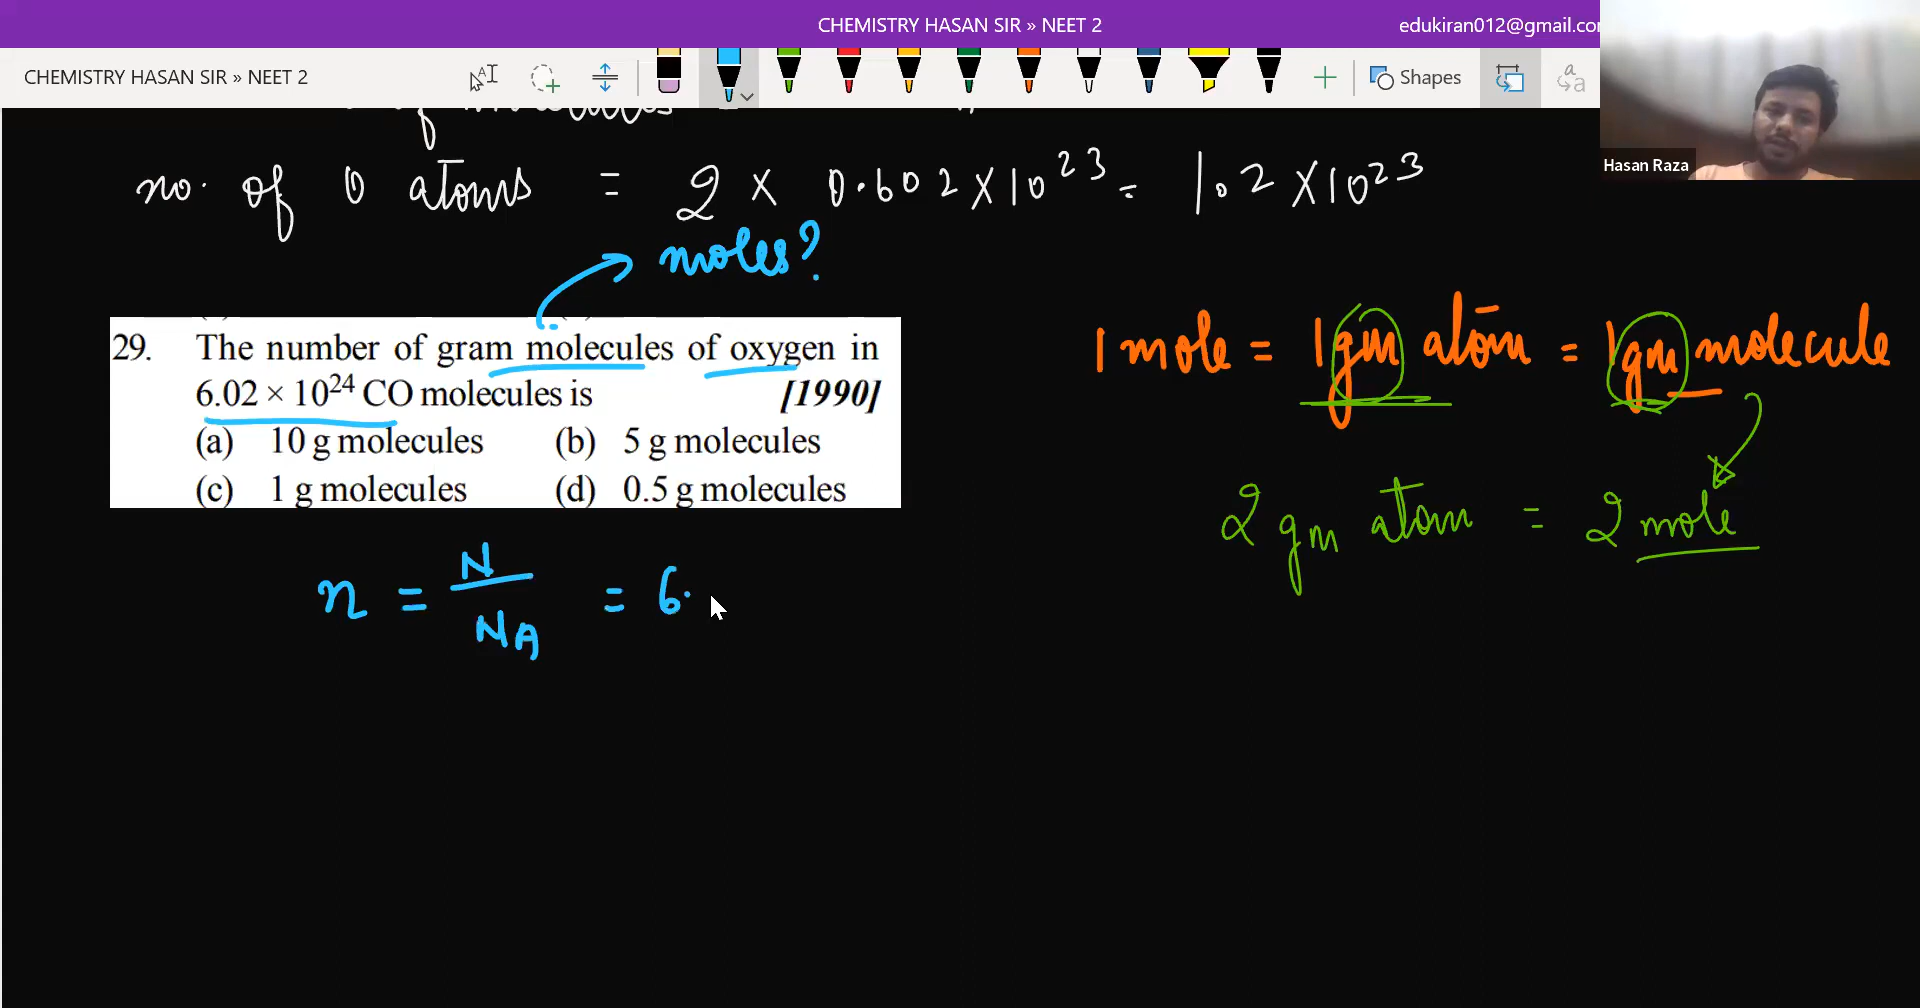 CHEMISTRY HASAN SIR » NEET 2
edukiran012@gmail.co
CHEMISTRY HASAN SIR » NEET 2
Shapes
Hasan Raza
of molecules =
no. of O atoms = 2 × 0.602 × 10²³ = 1.2 × 10²³
moles?
29. The number of gram molecules of oxygen in
6.02 × 10²⁴ CO molecules is [1990]
(a) 10 g molecules (b) 5 g molecules
(c) 1 g molecules (d) 0.5 g molecules
1 mole = 1 gm atom = 1 gm molecule
2 gm atom = 2 mole
n = N / NA = 6.